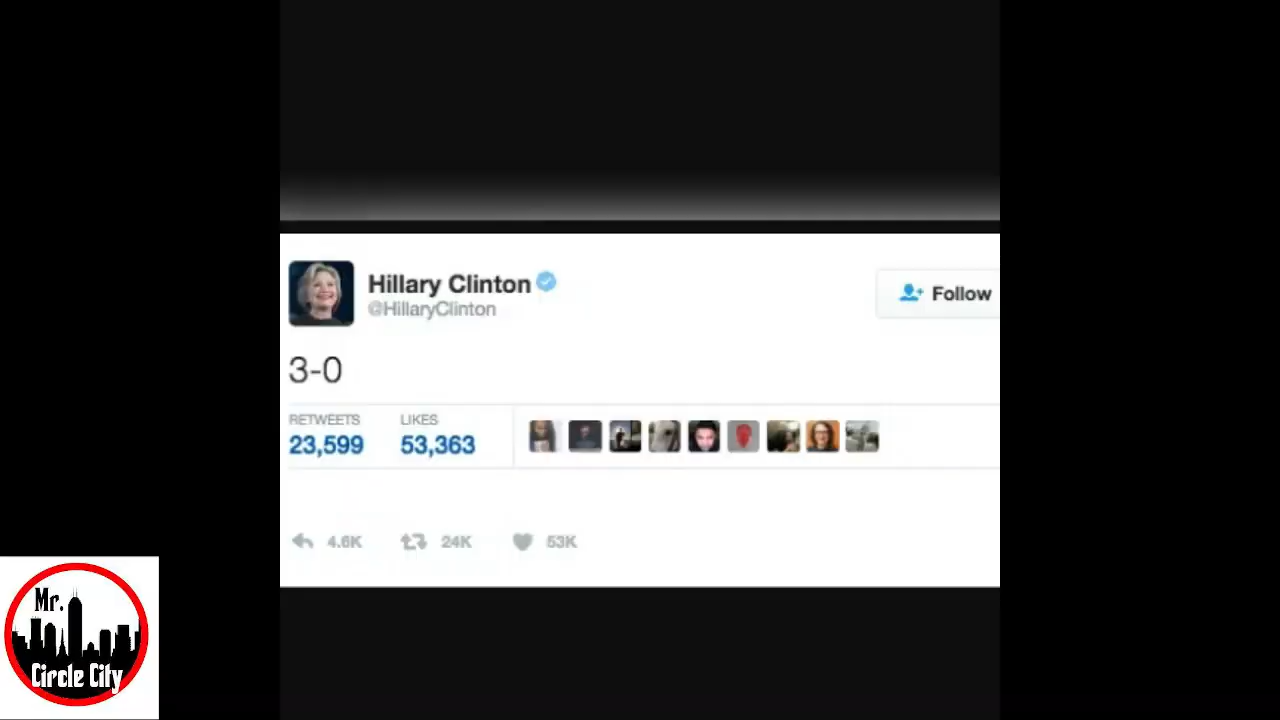 Hillary Clinton
@HillaryClinton
Follow
3-0
RETWEETS LIKES
23,599 53,363
4.6K 24K 53K
Mr.
Circle City